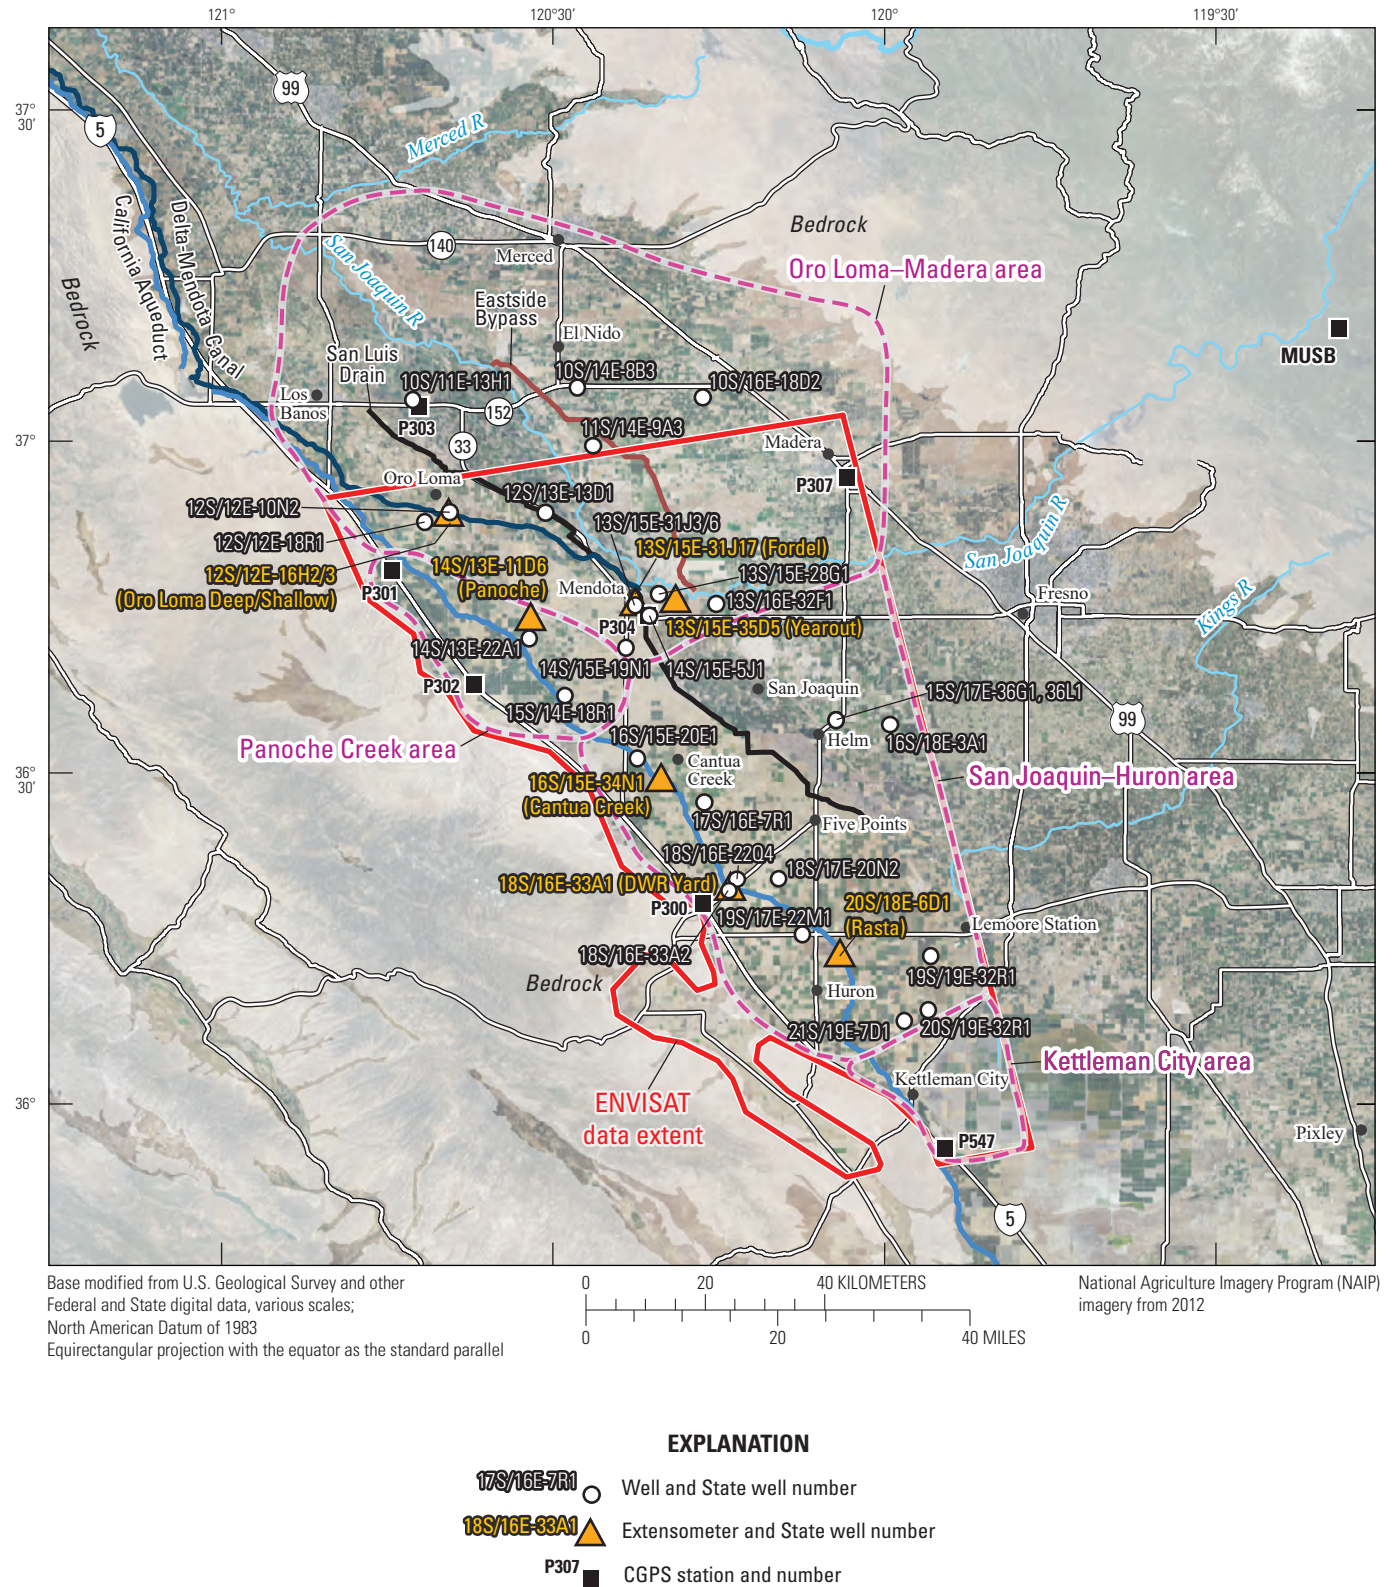 121°
120°30'
120°
119°30'
37°
30'
99
5
Merced R
Bedrock
Delta–Mendota Canal
California Aqueduct
San Joaquin R
140
Merced
Oro Loma–Madera area
Bedrock
Eastside
Bypass
El Nido
MUSB
San Luis
Drain
10S/11E-13H1
10S/14E-8B3
10S/16E-18D2
Los
Banos
P303
152
33
11S/14E-9A3
37°
Madera
Oro Loma
P307
12S/12E-10N2
12S/13E-13D1
12S/12E-18R1
13S/15E-31J3/6
13S/15E-31J17 (Fordel)
San Joaquin R
12S/12E-16H2/3
(Oro Loma Deep/Shallow)
14S/13E-11D6
(Panoche)
Mendota
13S/15E-28G1
P301
13S/16E-32F1
Fresno
Kings R
P304
13S/15E-35D5 (Yearout)
14S/13E-22A1
14S/15E-19N1
14S/15E-5J1
P302
San Joaquin
15S/17E-36G1, 36L1
15S/14E-18R1
99
Panoche Creek area
16S/15E-20E1
Helm
16S/18E-3A1
36°
30'
Cantua
Creek
San Joaquin–Huron area
16S/15E-34N1
(Cantua Creek)
17S/16E-7R1
Five Points
18S/16E-22Q4
18S/17E-20N2
18S/16E-33A1 (DWR Yard)
P300
19S/17E-22M1
20S/18E-6D1
(Rasta)
Lemoore Station
18S/16E-33A2
Bedrock
Huron
19S/19E-32R1
21S/19E-7D1
20S/19E-32R1
Kettleman City area
Kettleman City
36°
ENVISAT
data extent
P547
Pixley
5
Base modified from U.S. Geological Survey and other
Federal and State digital data, various scales;
North American Datum of 1983
Equirectangular projection with the equator as the standard parallel
0 20 40 KILOMETERS
0 20 40 MILES
National Agriculture Imagery Program (NAIP)
imagery from 2012
EXPLANATION
17S/16E-7R1 Well and State well number
18S/16E-33A1 Extensometer and State well number
P307 CGPS station and number